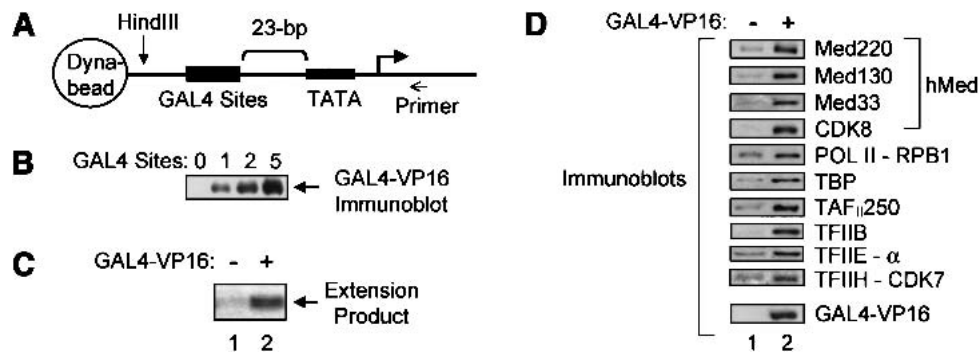 A
HindIII
23-bp
Dyna-
bead
GAL4 Sites
TATA
Primer
B
GAL4 Sites: 0 1 2 5
GAL4-VP16
Immunoblot
C
GAL4-VP16: - +
Extension
Product
1 2
D
GAL4-VP16: - +
Immunoblots
Med220
Med130
Med33
CDK8
hMed
POL II - RPB1
TBP
TAFII250
TFIIB
TFIIE - α
TFIIH - CDK7
GAL4-VP16
1 2